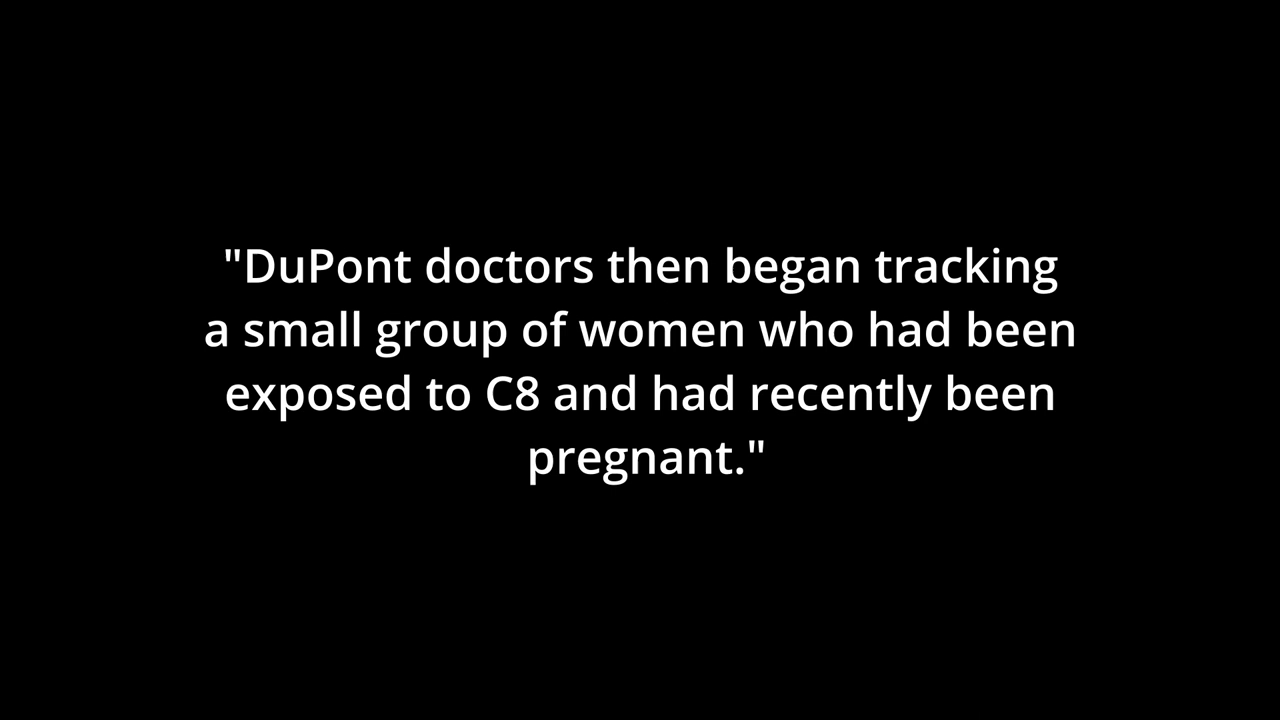 "DuPont doctors then began tracking
a small group of women who had been
exposed to C8 and had recently been
pregnant."